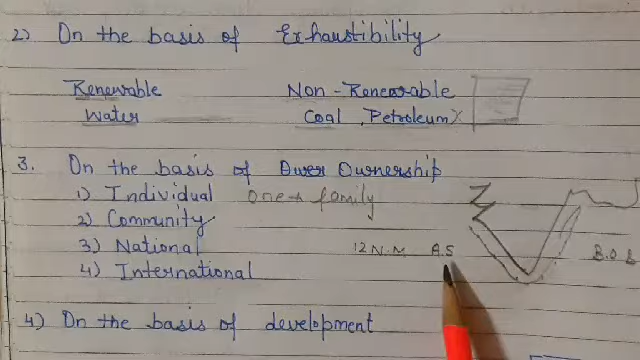 2) On the basis of Exhaustibility
Renewable Non-Renewable
Water Coal, Petroleum X
3. On the basis of Ower Ownership
1) Individual one → family
2) Community
3) National 12 N.M A.S B.O B
4) International
4) On the basis of development